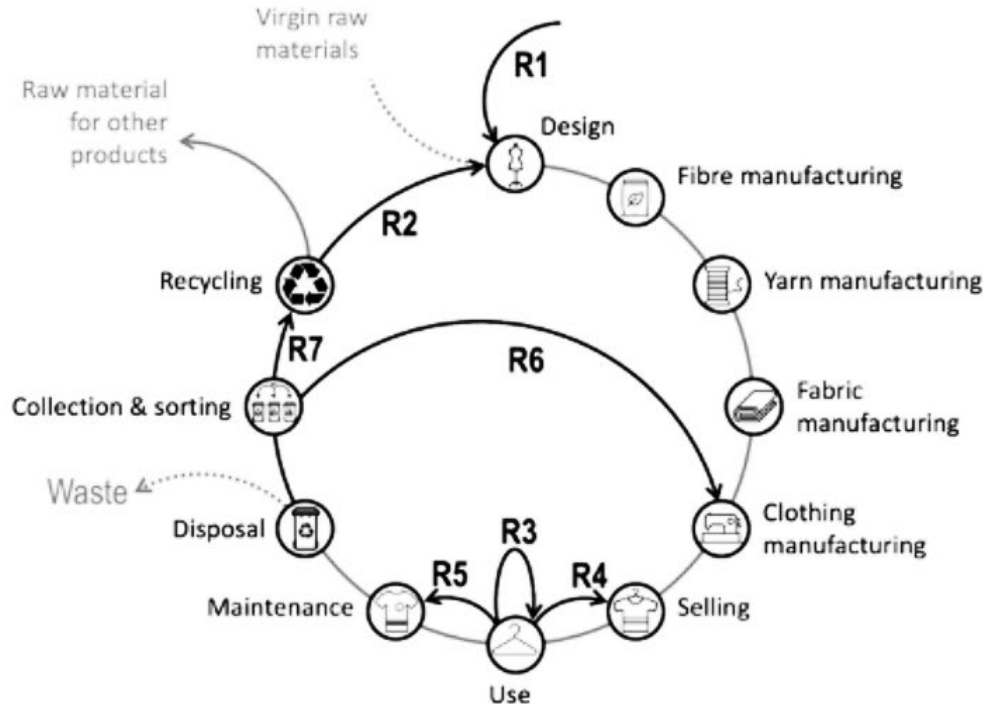 Virgin raw
materials
R1
Raw material
for other
products
Design
Fibre manufacturing
R2
Recycling
Yarn manufacturing
R7
R6
Collection & sorting
Fabric
manufacturing
Waste
Disposal
Clothing
manufacturing
R3
R5
R4
Maintenance
Selling
Use